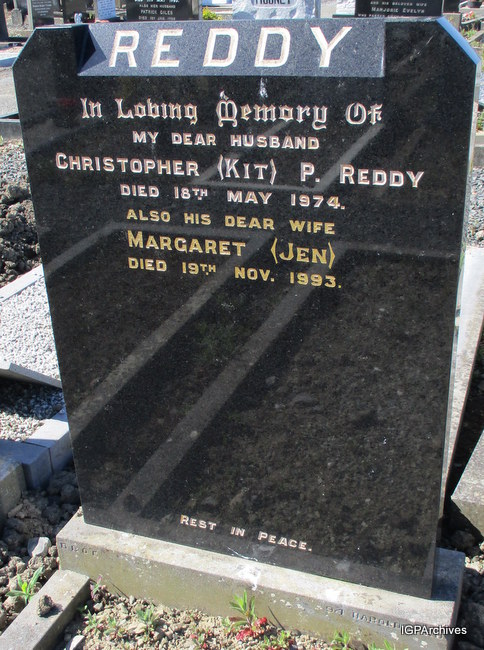 REDDY
In Loving Memory Of
MY DEAR HUSBAND
CHRISTOPHER (KIT) P. REDDY
DIED 18TH MAY 1974.
ALSO HIS DEAR WIFE
MARGARET (JEN)
DIED 19TH NOV. 1993.
REST IN PEACE.
IGPArchives